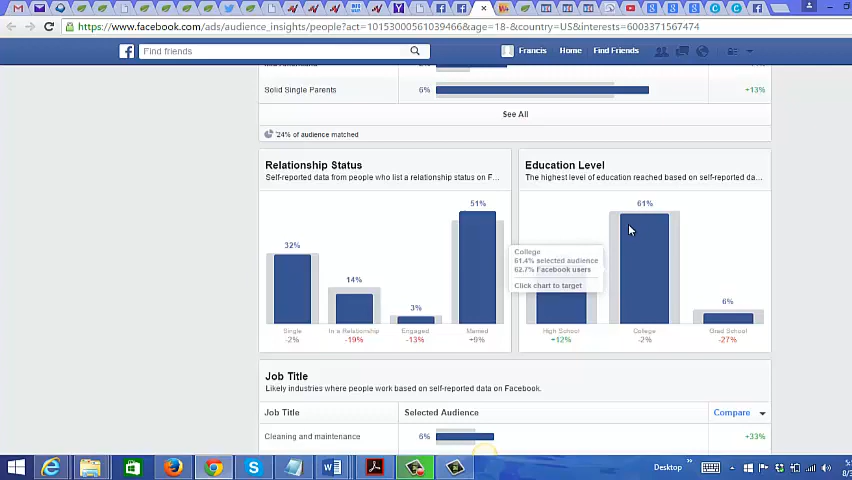 https://www.facebook.com/ads/audience_insights/people?act=10153000561039466&age=18-&country=US&interests=6003371567474
Find friends
Francis
Home
Find Friends
Solid Single Parents
6%
+13%
See All
24% of audience matched
Relationship Status
Self-reported data from people who list a relationship status on F...
32%
14%
3%
51%
Single
In a Relationship
Engaged
Married
-2%
-19%
-13%
+9%
Education Level
The highest level of education reached based on self-reported da...
61%
6%
College
61.4% selected audience
62.7% Facebook users
Click chart to target
High School
College
Grad School
+12%
-2%
-27%
Job Title
Likely industries where people work based on self-reported data on Facebook.
Job Title
Selected Audience
Compare
Cleaning and maintenance
6%
+33%
Desktop